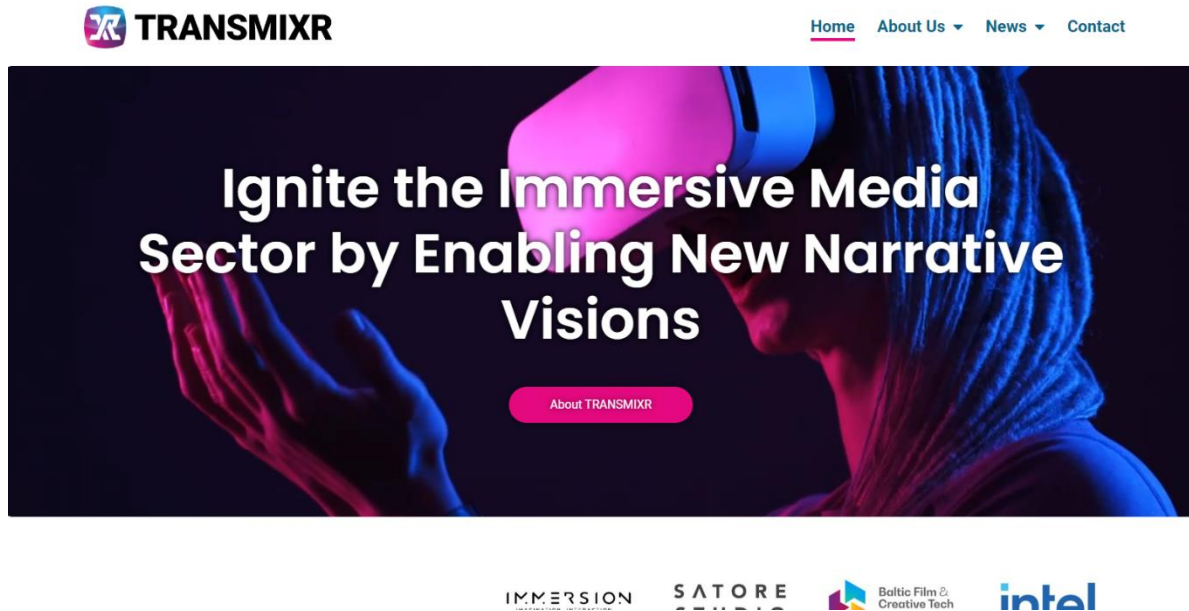 TRANSMIXR
Home About Us News Contact
Ignite the Immersive Media
Sector by Enabling New Narrative
Visions
About TRANSMIXR
IMMERSION
SATORE
STUDIO
Baltic Film &
Creative Tech
intel